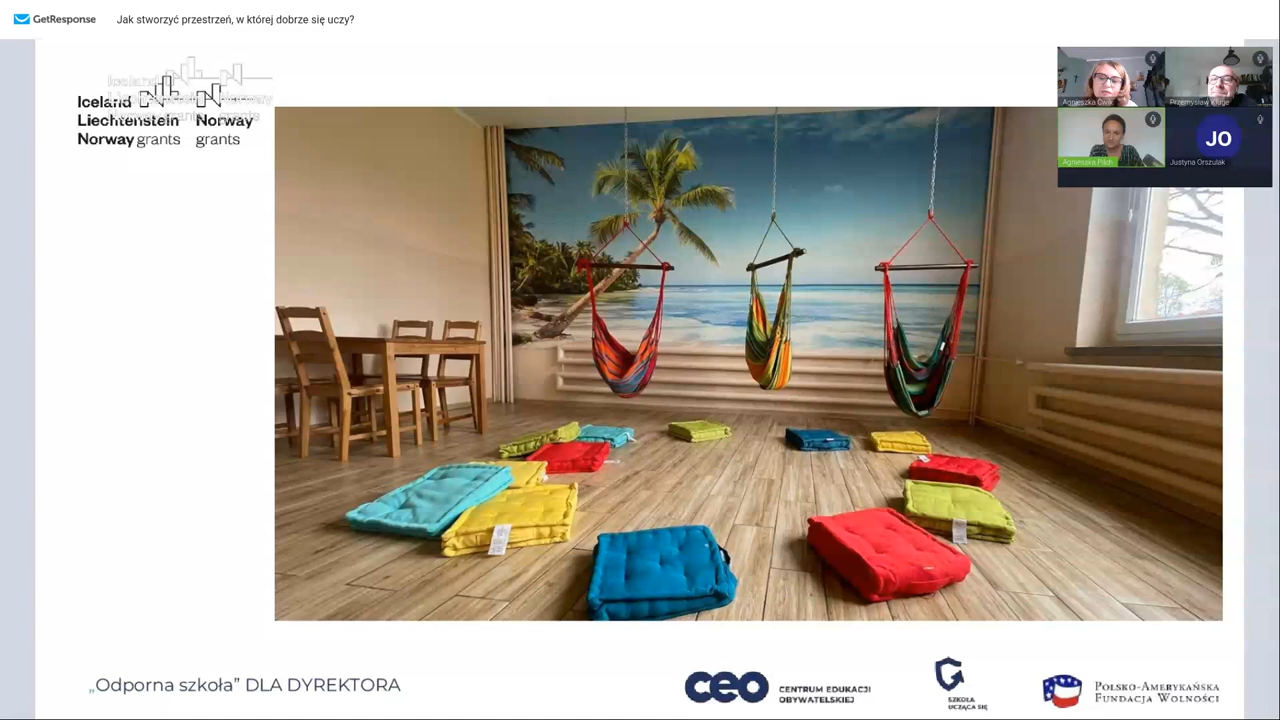 GetResponse
Jak stworzyć przestrzeń, w której dobrze się uczy?
Iceland
Liechtenstein Norway
Norway grants grants
Agnieszka Ćwik
Przemysław Kluge
Agnieszka Pilch
JO
Justyna Orszulak
„Odporna szkoła” DLA DYREKTORA
ceo
CENTRUM EDUKACJI
OBYWATELSKIEJ
SZKOŁA
UCZĄCA SIĘ
POLSKO-AMERYKAŃSKA
FUNDACJA WOLNOŚCI